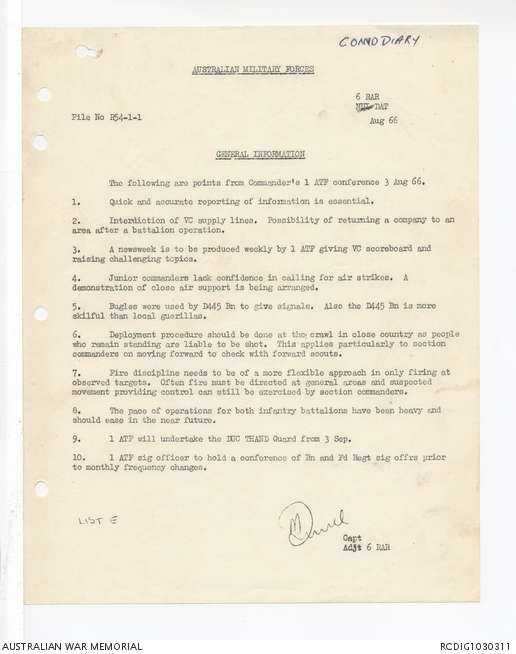 COMD DIARY
AUSTRALIAN MILITARY FORCES
6 RAR
NUI DAT
File No R54-1-1
Aug 66
GENERAL INFORMATION
The following are points from Commander's 1 ATF conference 3 Aug 66.
1. Quick and accurate reporting of information is essential.
2. Interdiction of VC supply lines. Possibility of returning a company to an
area after a battalion operation.
3. A newsweek is to be produced weekly by 1 ATF giving VC scoreboard and
raising challenging topics.
4. Junior commanders lack confidence in calling for air strikes. A
demonstration of close air support is being arranged.
5. Bugles were used by D445 Bn to give signals. Also the D445 Bn is more
skilful than local guerillas.
6. Deployment procedure should be done at the crawl in close country as people
who remain standing are liable to be shot. This applies particularly to section
commanders on moving forward to check with forward scouts.
7. Fire discipline needs to be of a more flexible approach in only firing at
observed targets. Often fire must be directed at general areas and suspected
movement providing control can still be exercised by section commanders.
8. The pace of operations for both infantry battalions have been heavy and
should ease in the near future.
9. 1 ATF will undertake the DUC THAND Guard from 3 Sep.
10. 1 ATF sig officer to hold a conference of Bn and Fd Regt sig offrs prior
to monthly frequency changes.
LIST E
Capt
Adjt 6 RAR
AUSTRALIAN WAR MEMORIAL
RCDIG1030311